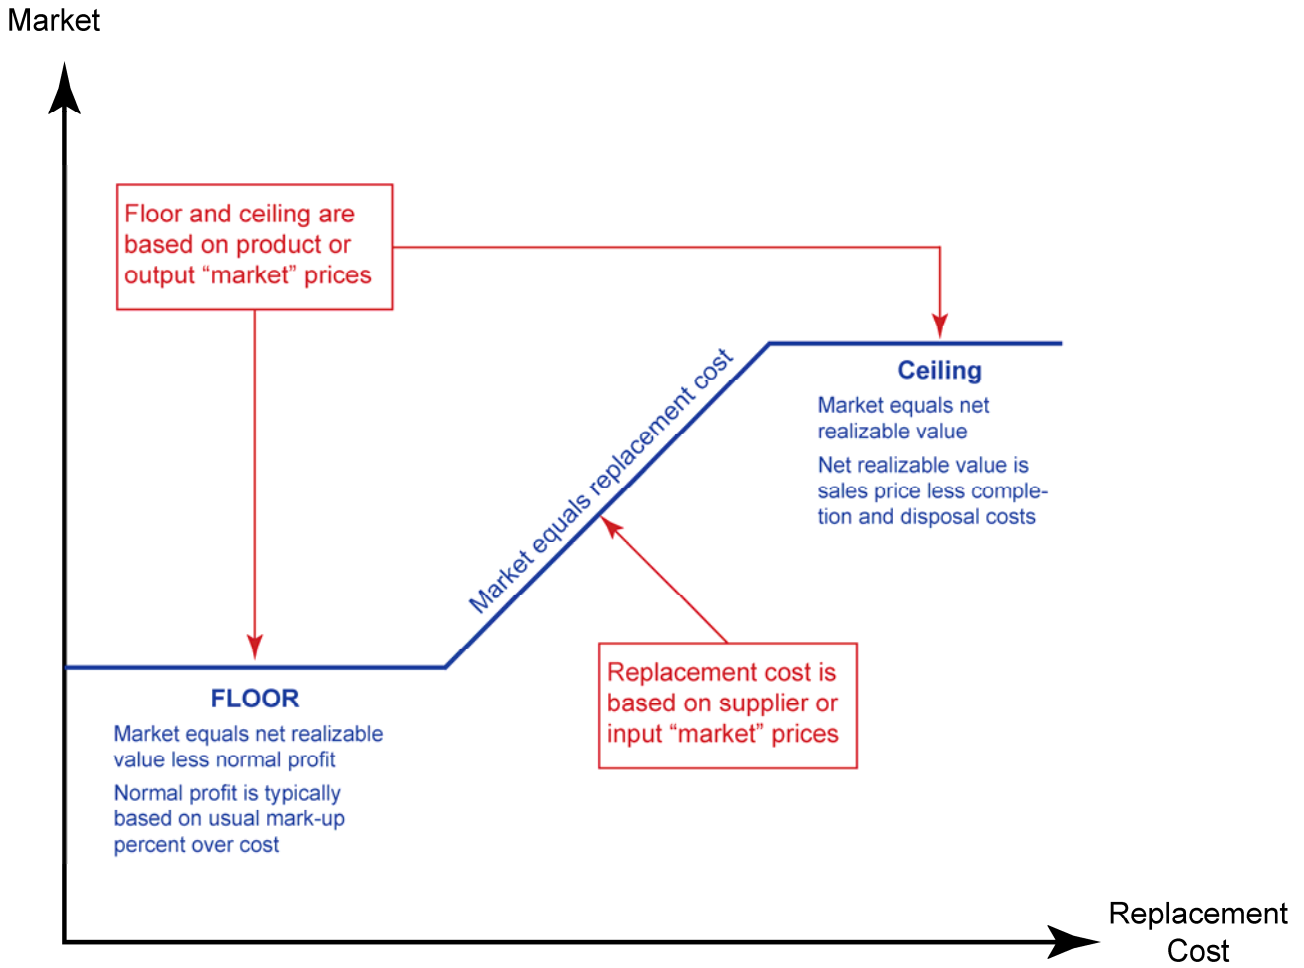 Market
Floor and ceiling are
based on product or
output “market” prices
Market equals replacement cost
Ceiling
Market equals net
realizable value
Net realizable value is
sales price less comple-
tion and disposal costs
Replacement cost is
based on supplier or
input “market” prices
FLOOR
Market equals net realizable
value less normal profit
Normal profit is typically
based on usual mark-up
percent over cost
Replacement
Cost